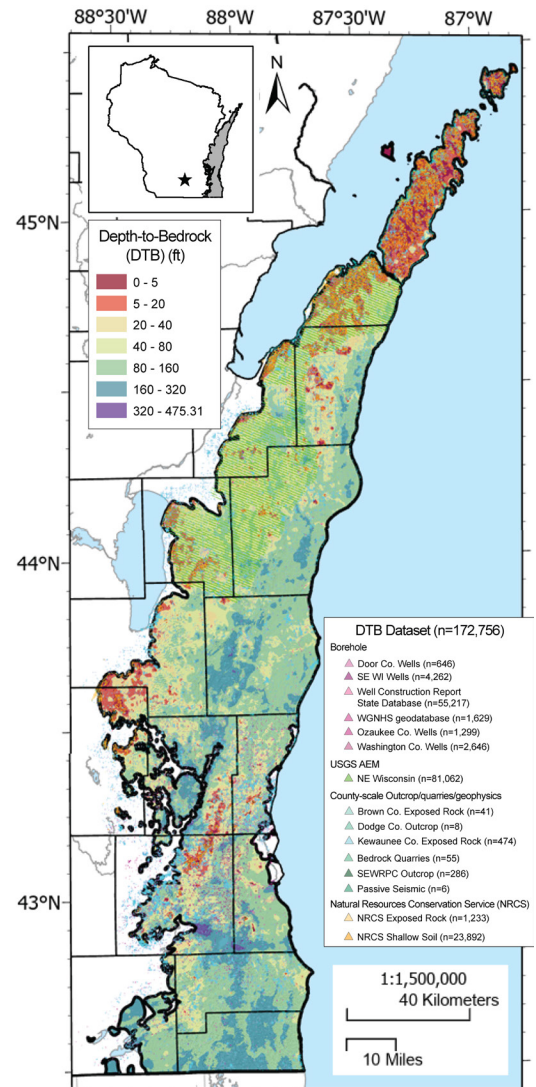 88°30'W
88°W
87°30'W
87°W
N
45°N
44°N
43°N
Depth-to-Bedrock
(DTB) (ft)
0 - 5
5 - 20
20 - 40
40 - 80
80 - 160
160 - 320
320 - 475.31
DTB Dataset (n=172,756)
Borehole
Door Co. Wells (n=646)
SE WI Wells (n=4,262)
Well Construction Report
State Database (n=55,217)
WGNHS geodatabase (n=1,629)
Ozaukee Co. Wells (n=1,299)
Washington Co. Wells (n=2,646)
USGS AEM
NE Wisconsin (n=81,062)
County-scale Outcrop/quarries/geophysics
Brown Co. Exposed Rock (n=41)
Dodge Co. Outcrop (n=8)
Kewaunee Co. Exposed Rock (n=474)
Bedrock Quarries (n=55)
SEWRPC Outcrop (n=286)
Passive Seismic (n=6)
Natural Resources Conservation Service (NRCS)
NRCS Exposed Rock (n=1,233)
NRCS Shallow Soil (n=23,892)
1:1,500,000
40 Kilometers
10 Miles